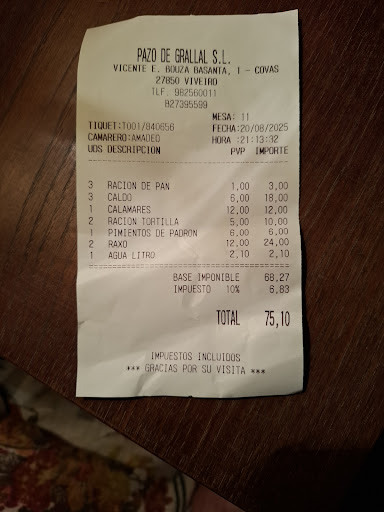 PAZO DE GRALLAL S.L.
VICENTE E. BOUZA BASANTA, 1 - COVAS
27850 VIVEIRO
TLF. 982560011
B27395599
MESA: 11
TIQUET:T001/840656 FECHA:20/08/2025
CAMARERO:AMADEO HORA :21:13:32
UDS DESCRIPCION PVP IMPORTE
3 RACION DE PAN 1,00 3,00
3 CALDO 6,00 18,00
1 CALAMARES 12,00 12,00
2 RACION TORTILLA 5,00 10,00
1 PIMIENTOS DE PADRON 6,00 6,00
2 RAXO 12,00 24,00
1 AGUA LITRO 2,10 2,10
BASE IMPONIBLE 68,27
IMPUESTO 10% 6,83
TOTAL 75,10
IMPUESTOS INCLUIDOS
*** GRACIAS POR SU VISITA ***